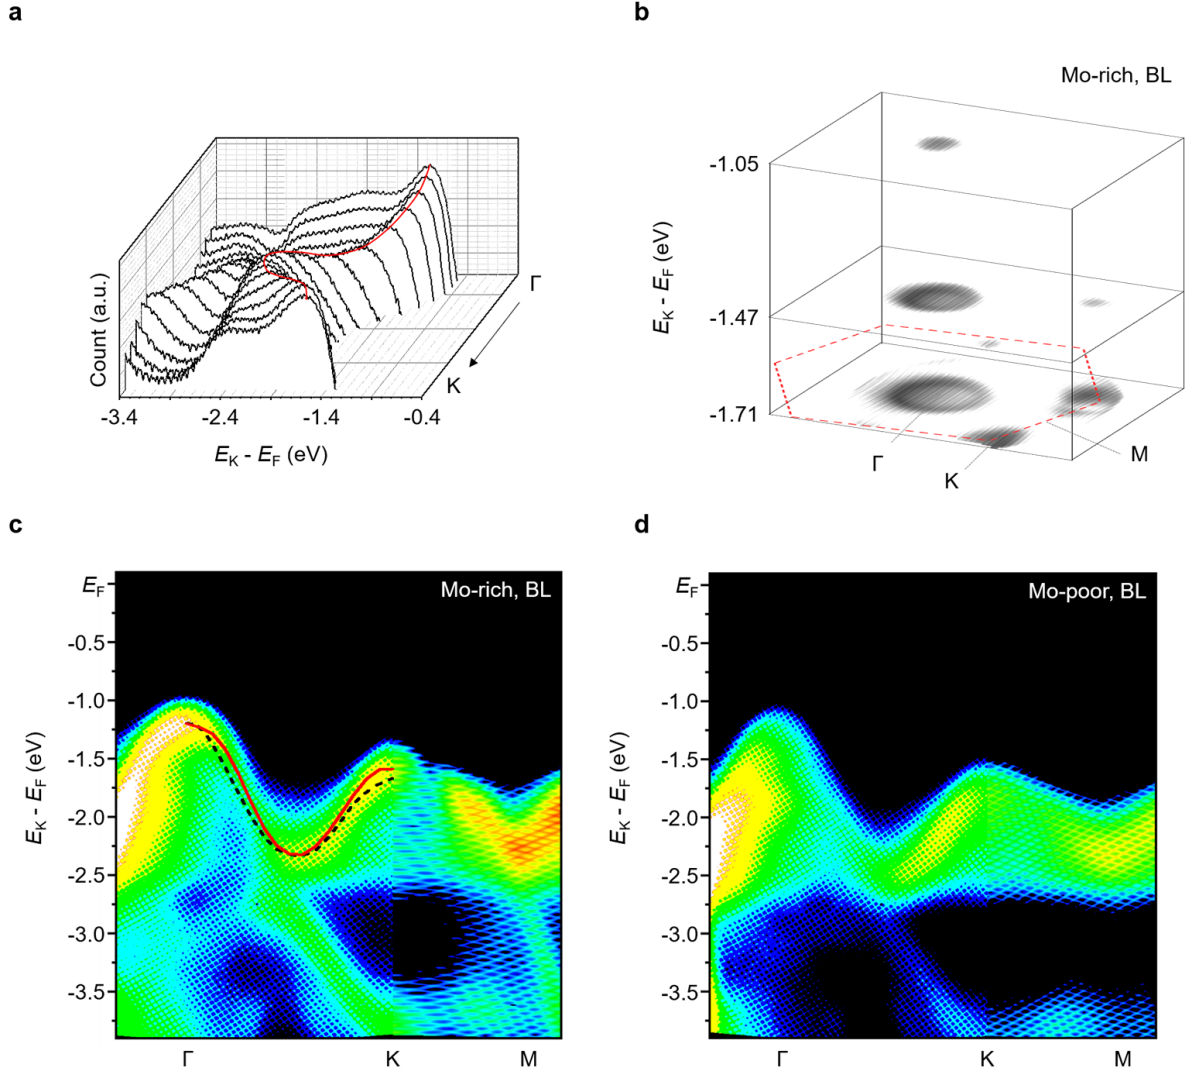 a
Count (a.u.)
-3.4
-2.4
-1.4
-0.4
E_K - E_F (eV)
Γ
K
b
Mo-rich, BL
-1.05
-1.47
-1.71
E_K - E_F (eV)
Γ
K
M
c
Mo-rich, BL
E_F
-0.5
-1.0
-1.5
-2.0
-2.5
-3.0
-3.5
E_K - E_F (eV)
Γ
K
M
d
Mo-poor, BL
E_F
-0.5
-1.0
-1.5
-2.0
-2.5
-3.0
-3.5
E_K - E_F (eV)
Γ
K
M